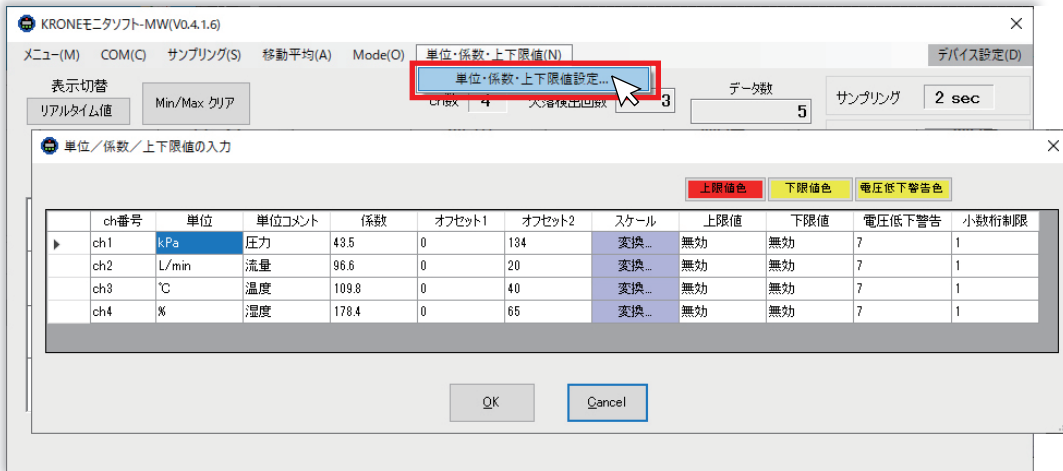 KRONEモニタソフト-MW(V0.4.1.6)
メニュー(M) COM(C) サンプリング(S) 移動平均(A) Mode(O) 単位・係数・上下限値(N) デバイス設定(D)
単位・係数・上下限値設定...
表示切替
リアルタイム値 Min/Max クリア 4 3 データ数 5 サンプリング 2 sec
単位/係数/上下限値の入力
上限値色 下限値色 電圧低下警告色
ch番号 単位 単位コメント 係数 オフセット1 オフセット2 スケール 上限値 下限値 電圧低下警告 小数桁制限
ch1 kPa 圧力 43.5 0 134 変換... 無効 無効 7 1
ch2 L/min 流量 96.6 0 20 変換... 無効 無効 7 1
ch3 ℃ 温度 109.8 0 40 変換... 無効 無効 7 1
ch4 % 湿度 178.4 0 65 変換... 無効 無効 7 1
OK Cancel